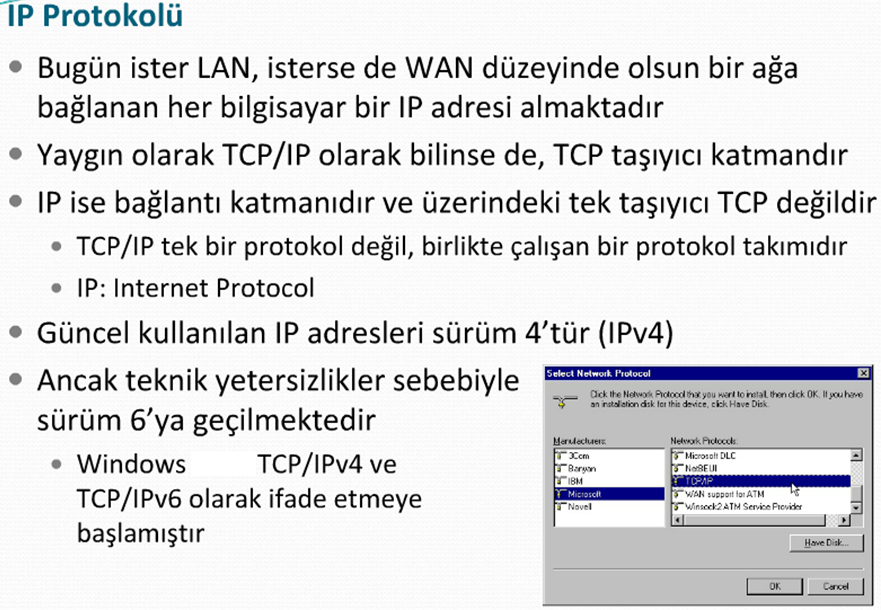 IP Protokolü
Bugün ister LAN, isterse de WAN düzeyinde olsun bir ağa
bağlanan her bilgisayar bir IP adresi almaktadır
Yaygın olarak TCP/IP olarak bilinse de, TCP taşıyıcı katmandır
IP ise bağlantı katmanıdır ve üzerindeki tek taşıyıcı TCP değildir
TCP/IP tek bir protokol değil, birlikte çalışan bir protokol takımıdır
IP: Internet Protocol
Güncel kullanılan IP adresleri sürüm 4’tür (IPv4)
Ancak teknik yetersizlikler sebebiyle
sürüm 6’ya geçilmektedir
Windows TCP/IPv4 ve
TCP/IPv6 olarak ifade etmeye
başlamıştır
Select Network Protocol
Click the Network Protocol that you want to install, then click OK. If you have
an installation disk for this device, click Have Disk.
Manufacturers:
3Com
Banyan
IBM
Microsoft
Novell
Network Protocols:
Microsoft DLC
NetBEUI
TCP/IP
WAN support for ATM
Winsock2 ATM Service Provider
Have Disk...
OK
Cancel